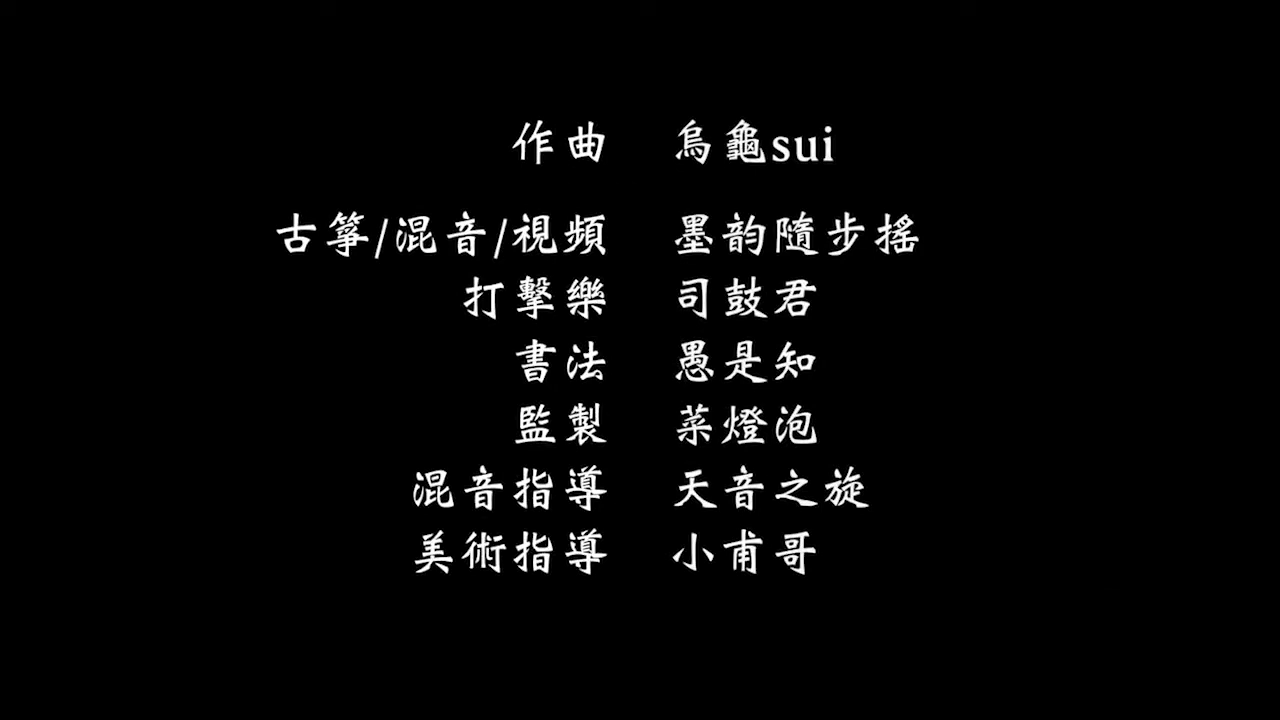 作曲 烏龜sui
古箏/混音/視頻 墨韵隨步搖
打擊樂 司鼓君
書法 愚是知
監製 菜燈泡
混音指導 天音之旋
美術指導 小甫哥